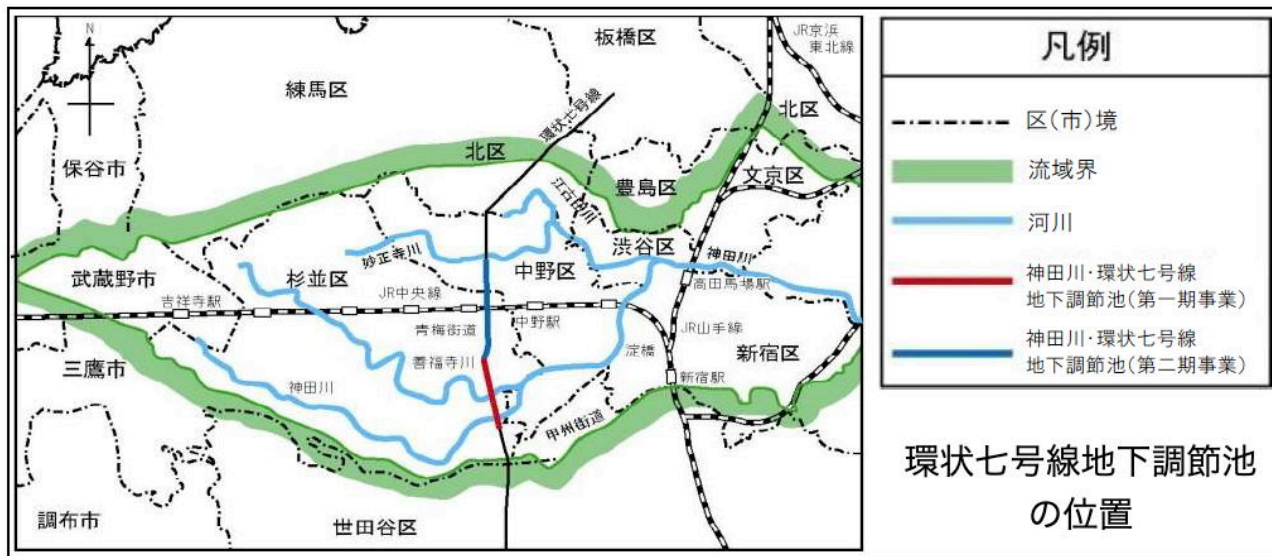 N
板橋区
JR京浜
東北線
練馬区
環状七号線
北区
保谷市
北区
豊島区
文京区
江古田川
渋谷区
神田川
妙正寺川
武蔵野市
杉並区
中野区
高田馬場駅
吉祥寺駅
JR中央線
青梅街道
中野駅
JR山手線
三鷹市
善福寺川
淀橋
新宿区
神田川
新宿駅
甲州街道
調布市
世田谷区
凡例
区(市)境
流域界
河川
神田川・環状七号線
地下調節池(第一期事業)
神田川・環状七号線
地下調節池(第二期事業)
環状七号線地下調節池
の位置